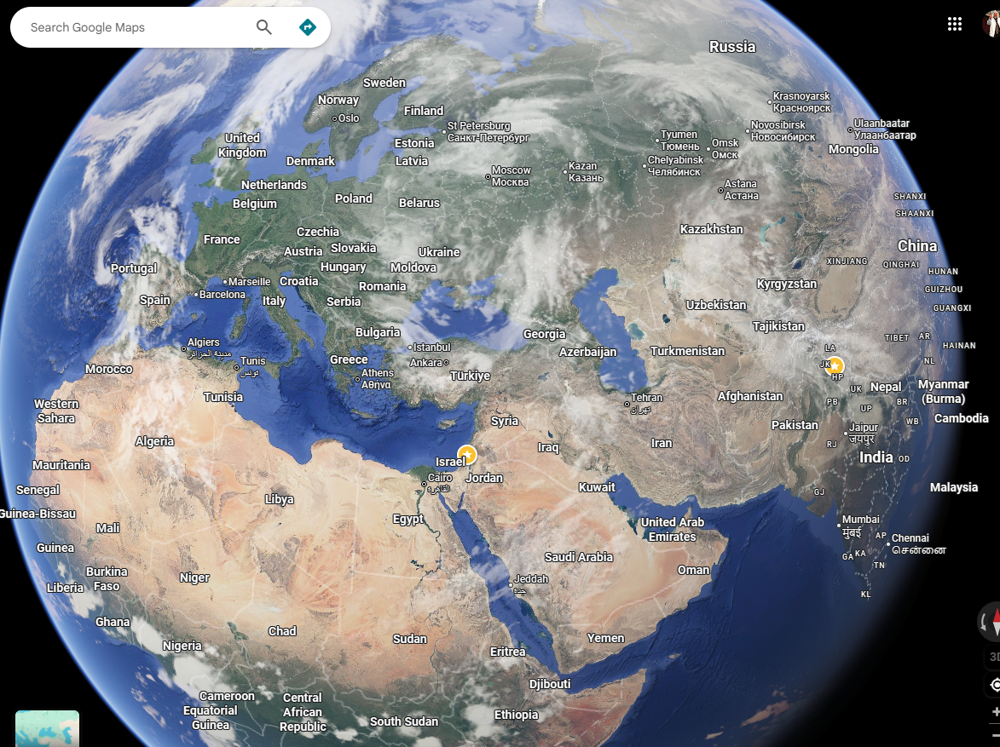 Search Google Maps
Russia
Sweden
Norway
Oslo
Finland
Krasnoyarsk
Красноярск
St Petersburg
Санкт-Петербург
Novosibirsk
Новосибирск
Ulaanbaatar
Улаанбаатар
Mongolia
United
Kingdom
Estonia
Tyumen
Тюмень
Omsk
Омск
Denmark
Latvia
Chelyabinsk
Челябинск
Moscow
Москва
Kazan
Казань
Netherlands
Astana
Астана
Belgium
Poland
Belarus
SHANXI
SHAANXI
France
Czechia
Kazakhstan
Austria
Slovakia
Ukraine
China
Portugal
Hungary
Moldova
XINJIANG
QINGHAI
HUNAN
Marseille
Croatia
Romania
Kyrgyzstan
GUIZHOU
Barcelona
Spain
Italy
Serbia
Uzbekistan
GUANGXI
Bulgaria
Georgia
Tajikistan
TIBET
AR
HAINAN
Algiers
مدينة الجزائر
Istanbul
Azerbaijan
Turkmenistan
LA
Morocco
Tunis
تونس
Greece
Ankara
JK
NL
Athens
Αθήνα
Türkiye
HP
Western
Sahara
Tunisia
Tehran
تهران
Afghanistan
UK
Nepal
Myanmar
(Burma)
PB
BR
UP
Syria
Pakistan
WB
Cambodia
Algeria
Iraq
Iran
Jaipur
जयपुर
RJ
Mauritania
Israel
India
OD
Cairo
القاهرة
Jordan
Kuwait
Malaysia
Senegal
Libya
GJ
Guinea-Bissau
Egypt
United Arab
Emirates
Mumbai
मुंबई
Mali
AP
Chennai
சென்னை
Guinea
Saudi Arabia
GA
KA
TN
Burkina
Faso
Niger
Jeddah
جدة
Oman
Liberia
KL
Ghana
Chad
Sudan
Yemen
Nigeria
Eritrea
3D
Djibouti
Cameroon
Equatorial
Guinea
Central
African
Republic
South Sudan
Ethiopia